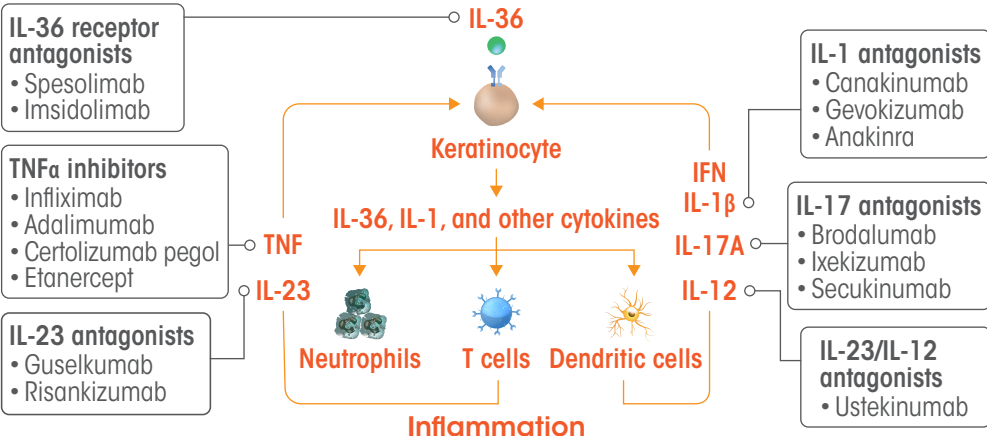 IL-36 receptor
antagonists
• Spesolimab
• Imsidolimab
TNFα inhibitors
• Infliximab
• Adalimumab
• Certolizumab pegol
• Etanercept
IL-23 antagonists
• Guselkumab
• Risankizumab
IL-36
Keratinocyte
IL-36, IL-1, and other cytokines
TNF
IL-23
IFN
IL-1β
IL-17A
IL-12
Neutrophils
T cells
Dendritic cells
Inflammation
IL-1 antagonists
• Canakinumab
• Gevokizumab
• Anakinra
IL-17 antagonists
• Brodalumab
• Ixekizumab
• Secukinumab
IL-23/IL-12
antagonists
• Ustekinumab